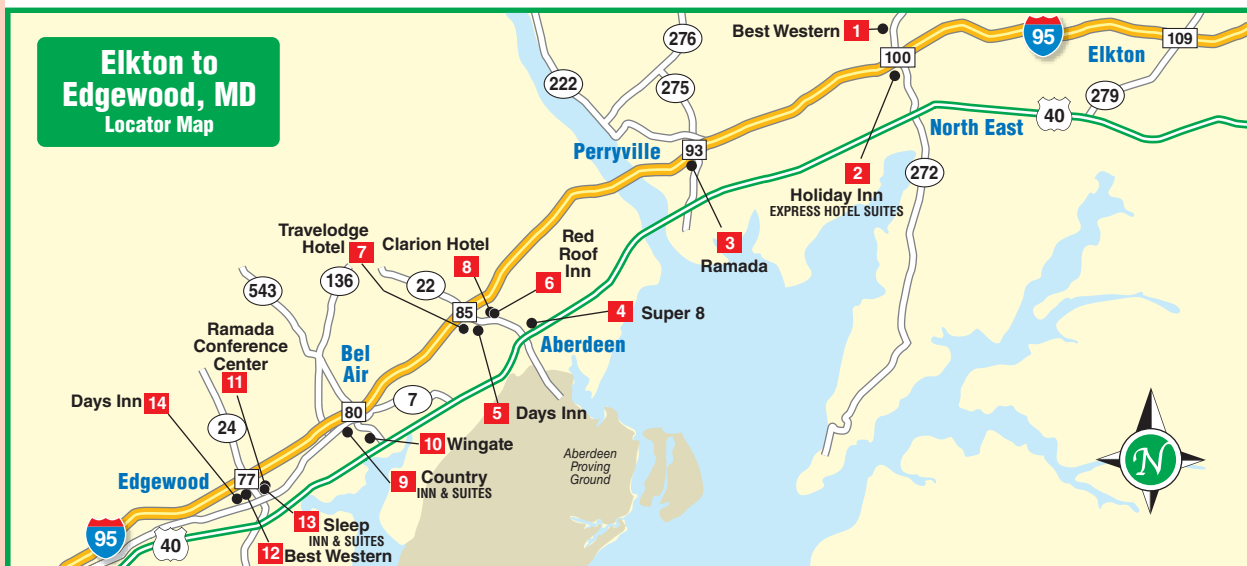 Elkton to
Edgewood, MD
Locator Map
276
222
275
Best Western 1
100
95
Elkton
109
279
40
North East
Perryville
93
272
2
Holiday Inn
EXPRESS HOTEL SUITES
3
Ramada
Travelodge
Hotel 7
Clarion Hotel
8
Red
Roof
Inn
6
543
136
22
85
4 Super 8
Aberdeen
Ramada
Conference
Center
11
Bel
Air
Days Inn 14
24
80
7
5 Days Inn
10 Wingate
Aberdeen
Proving
Ground
Edgewood
77
9 Country
INN & SUITES
13 Sleep
INN & SUITES
12 Best Western
95
40
N